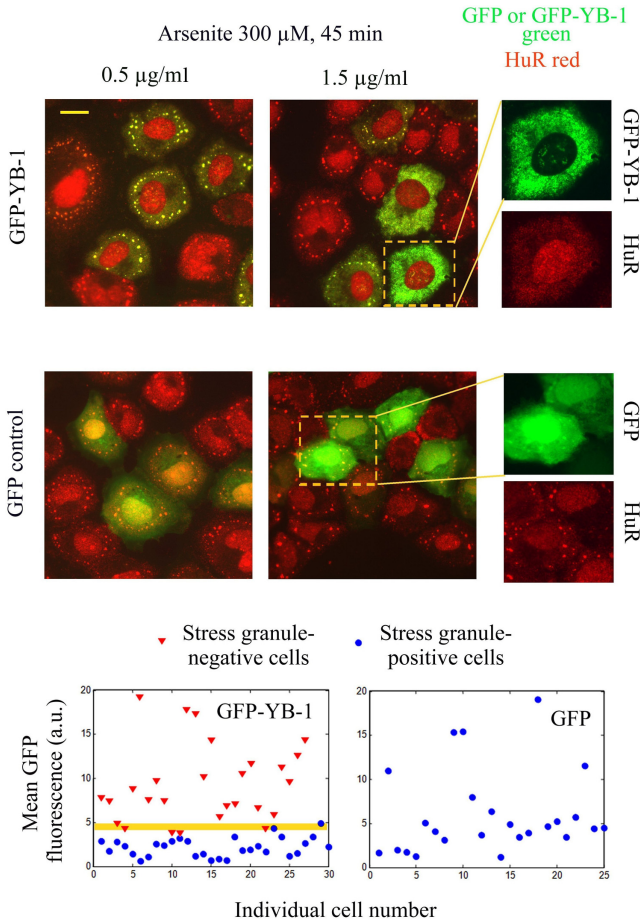 GFP or GFP-YB-1
green
HuR red
Arsenite 300 µM, 45 min
0.5 µg/ml
1.5 µg/ml
GFP-YB-1
GFP-YB-1
HuR
GFP control
GFP
HuR
Stress granule-
negative cells
Stress granule-
positive cells
Mean GFP
fluorescence (a.u.)
20
15
10
5
0
GFP-YB-1
0 5 10 15 20 25 30
20
15
10
5
0
GFP
0 5 10 15 20 25
Individual cell number